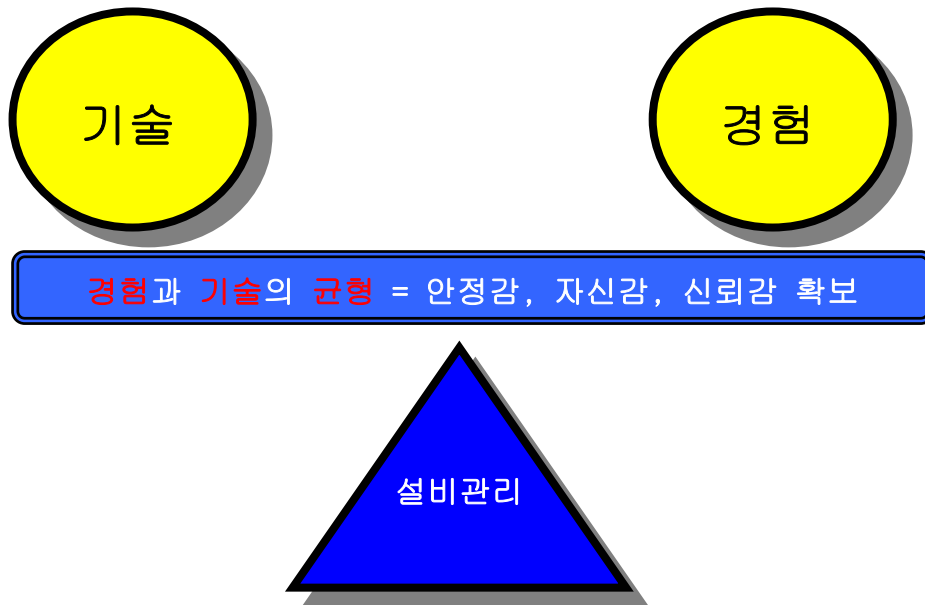 기술
경험
경험과 기술의 균형 = 안정감, 자신감, 신뢰감 확보
설비관리